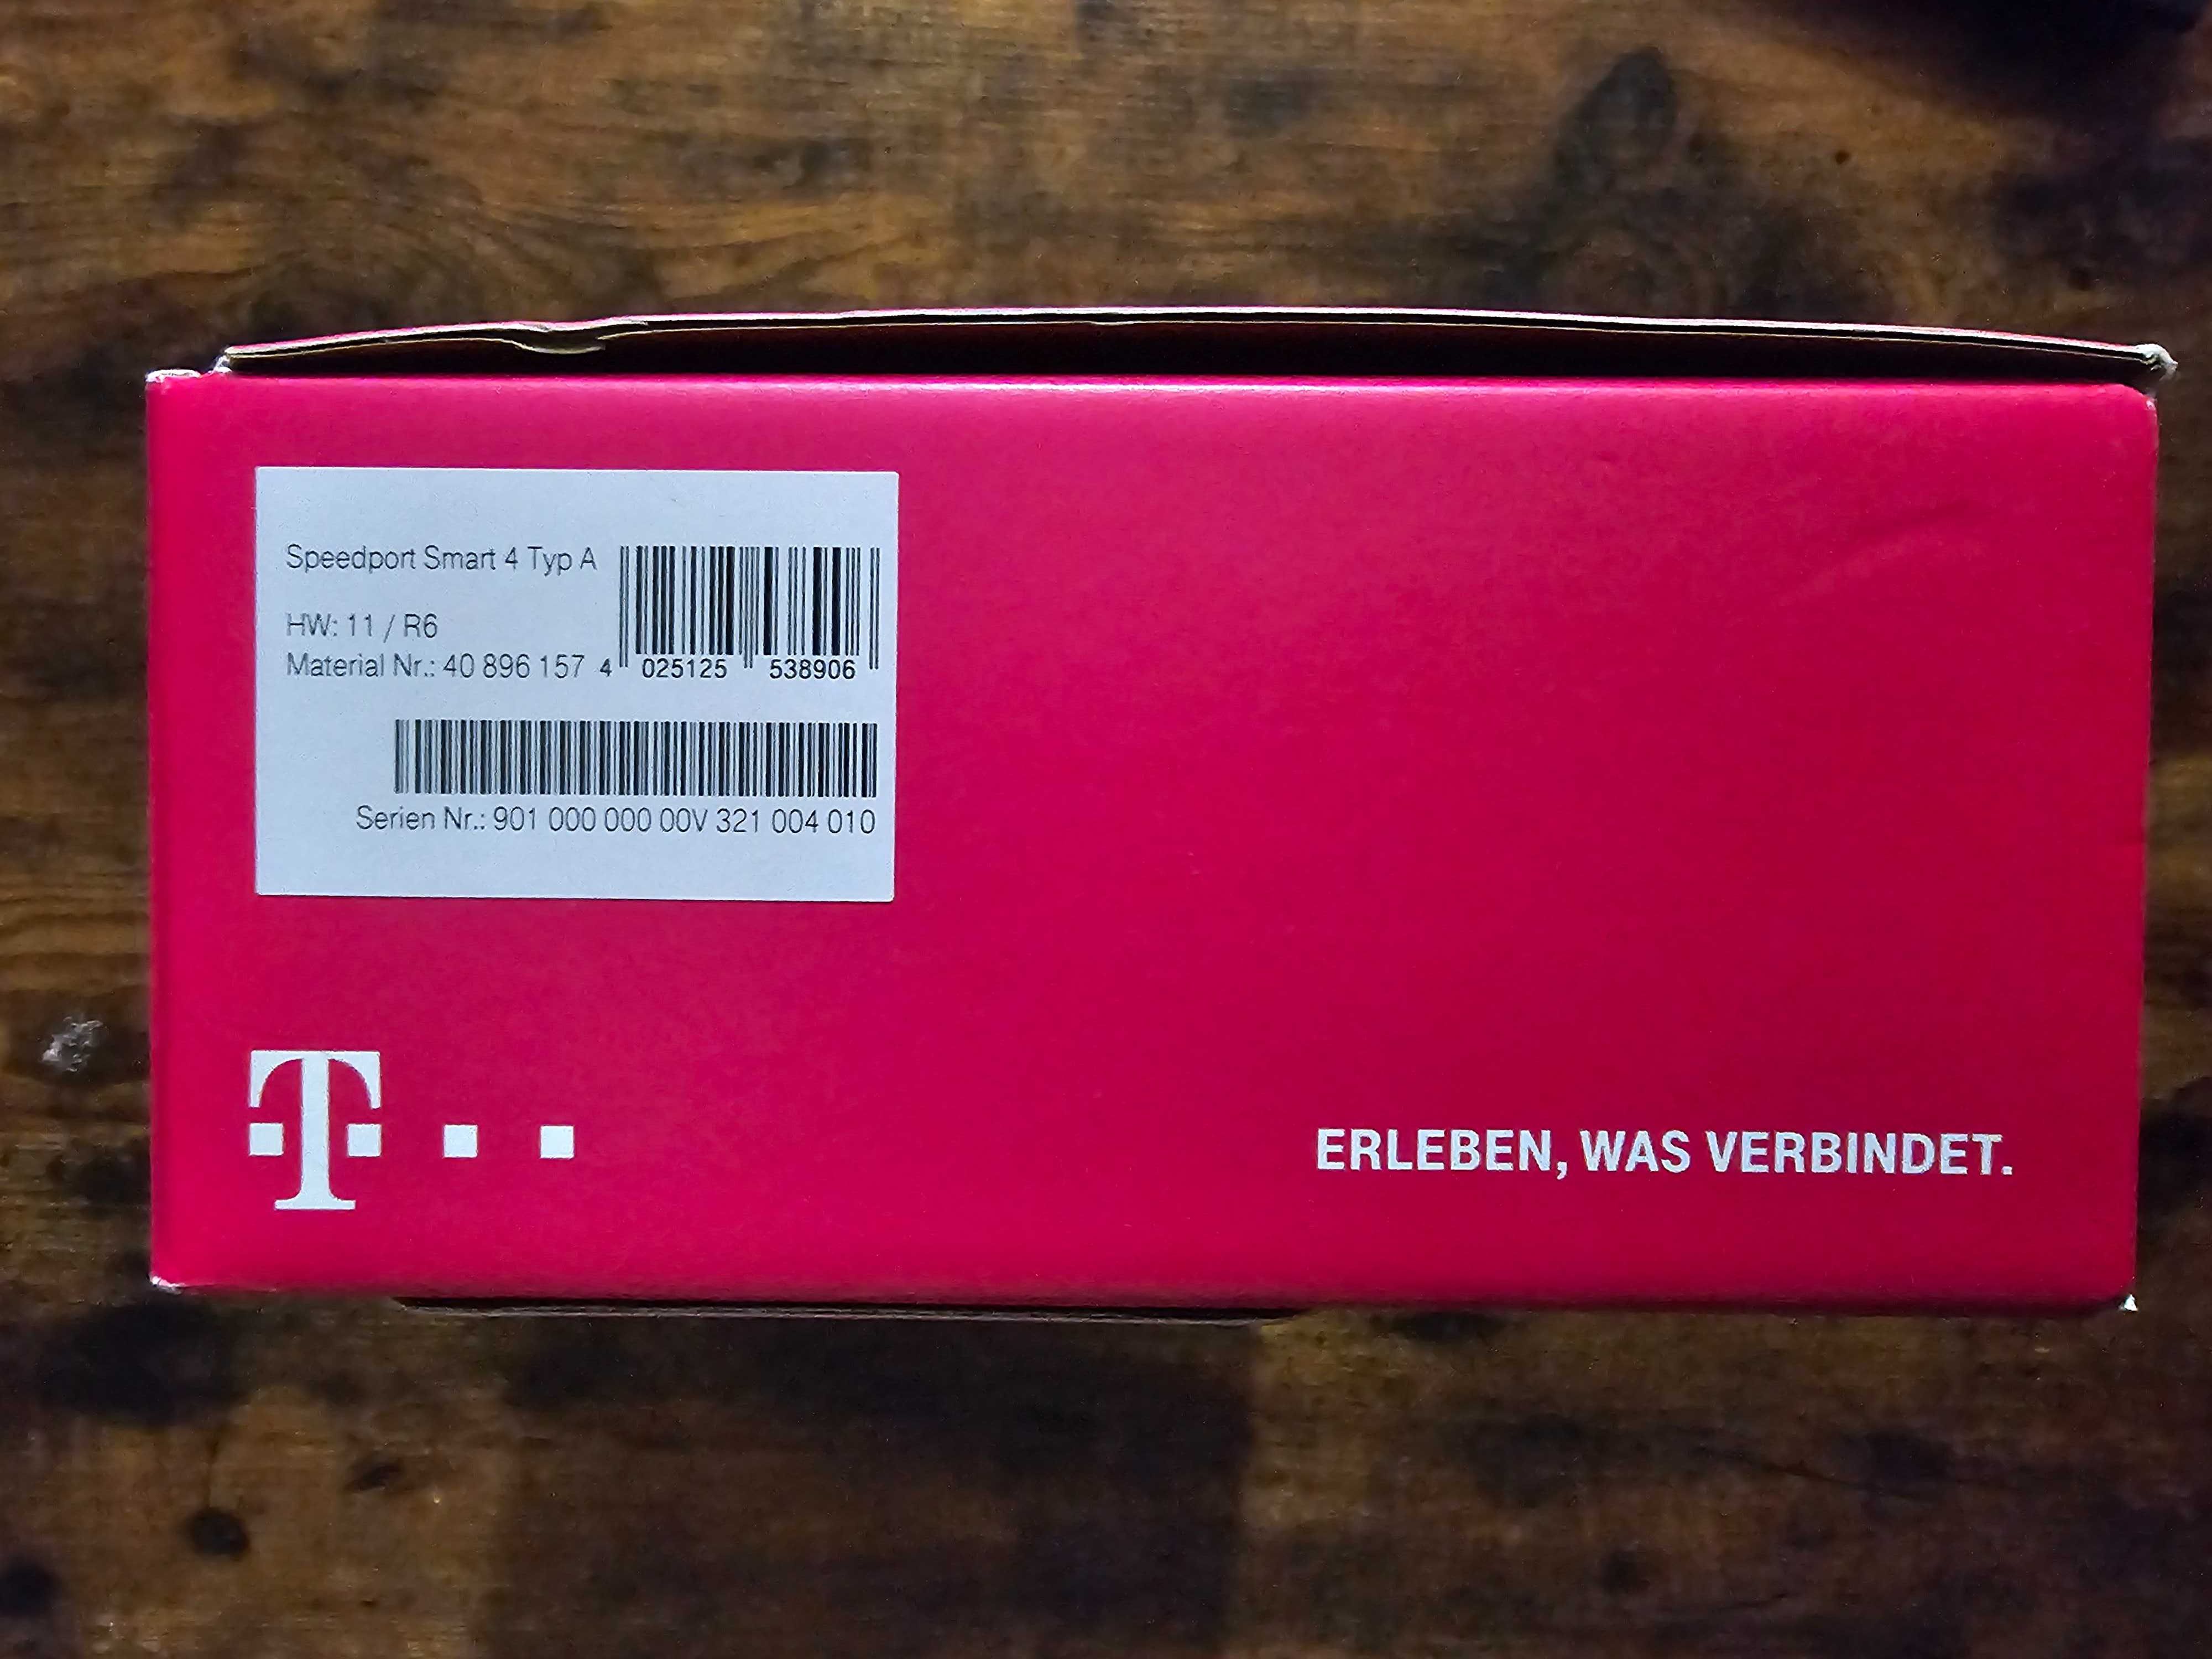 Speedport Smart 4 Typ A
HW: 11 / R6
Material Nr.: 40 896 157
4 025125 538906
Serien Nr.: 901 000 000 00V 321 004 010
T
ERLEBEN, WAS VERBINDET.